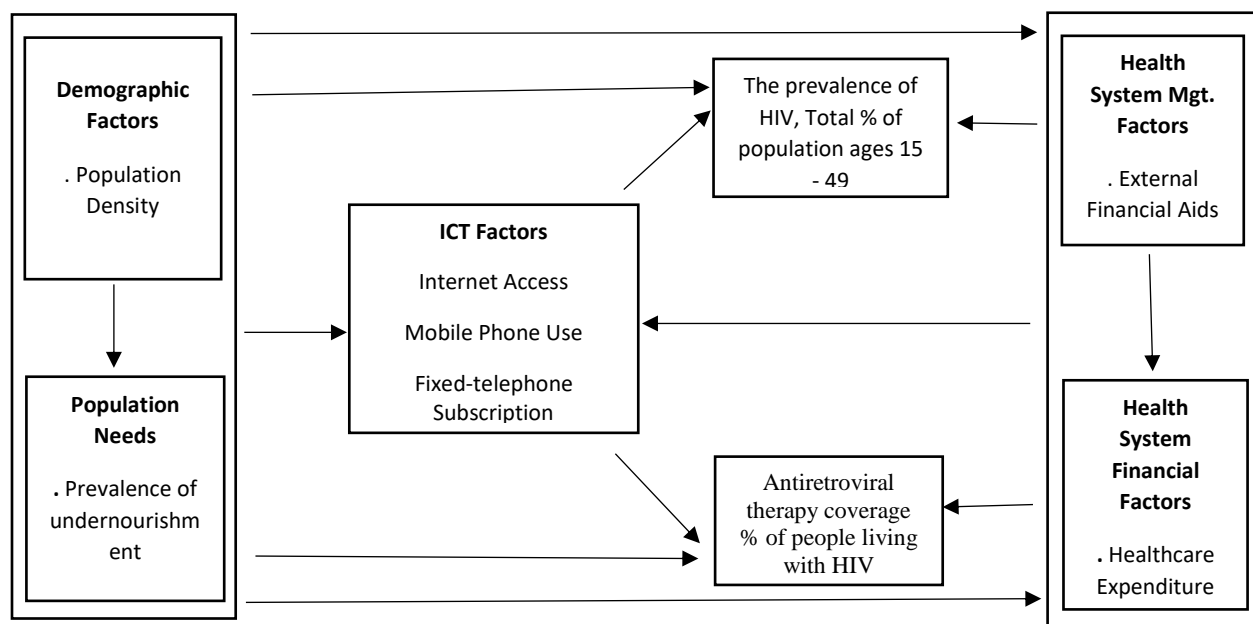 Demographic
Factors
. Population
Density
Population
Needs
. Prevalence of
undernourishm
ent
The prevalence of
HIV, Total % of
population ages 15
- 49
ICT Factors
Internet Access
Mobile Phone Use
Fixed-telephone
Subscription
Antiretroviral
therapy coverage
% of people living
with HIV
Health
System Mgt.
Factors
. External
Financial Aids
Health
System
Financial
Factors
. Healthcare
Expenditure